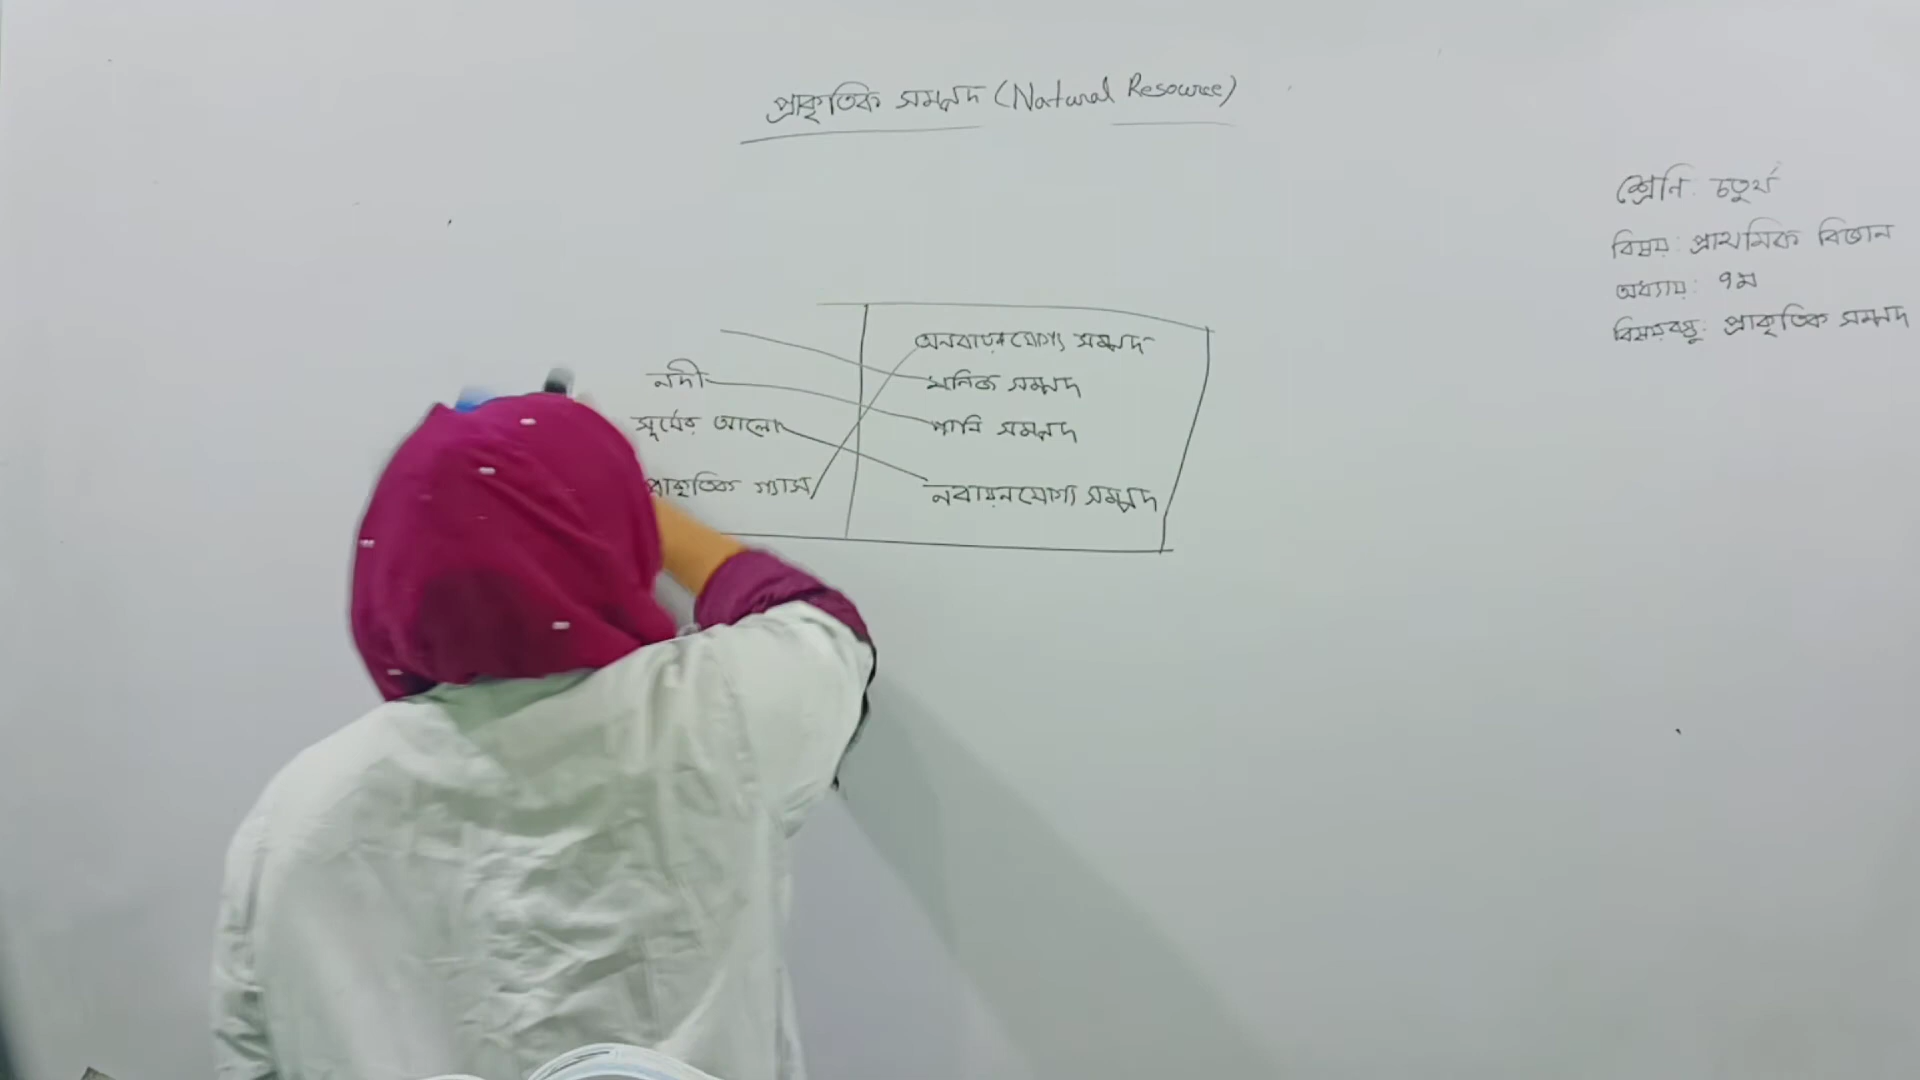 প্রাকৃতিক সম্পদ (Natural Resource)
শ্রেণি: চতুর্থ
বিষয়: প্রাথমিক বিজ্ঞান
অধ্যায়: ৭ম
বিষয়বস্তু: প্রাকৃতিক সম্পদ
অনবায়নযোগ্য সম্পদ
নদী খনিজ সম্পদ
সূর্যের আলো পানি সম্পদ
প্রাকৃতিক গ্যাস নবায়নযোগ্য সম্পদ